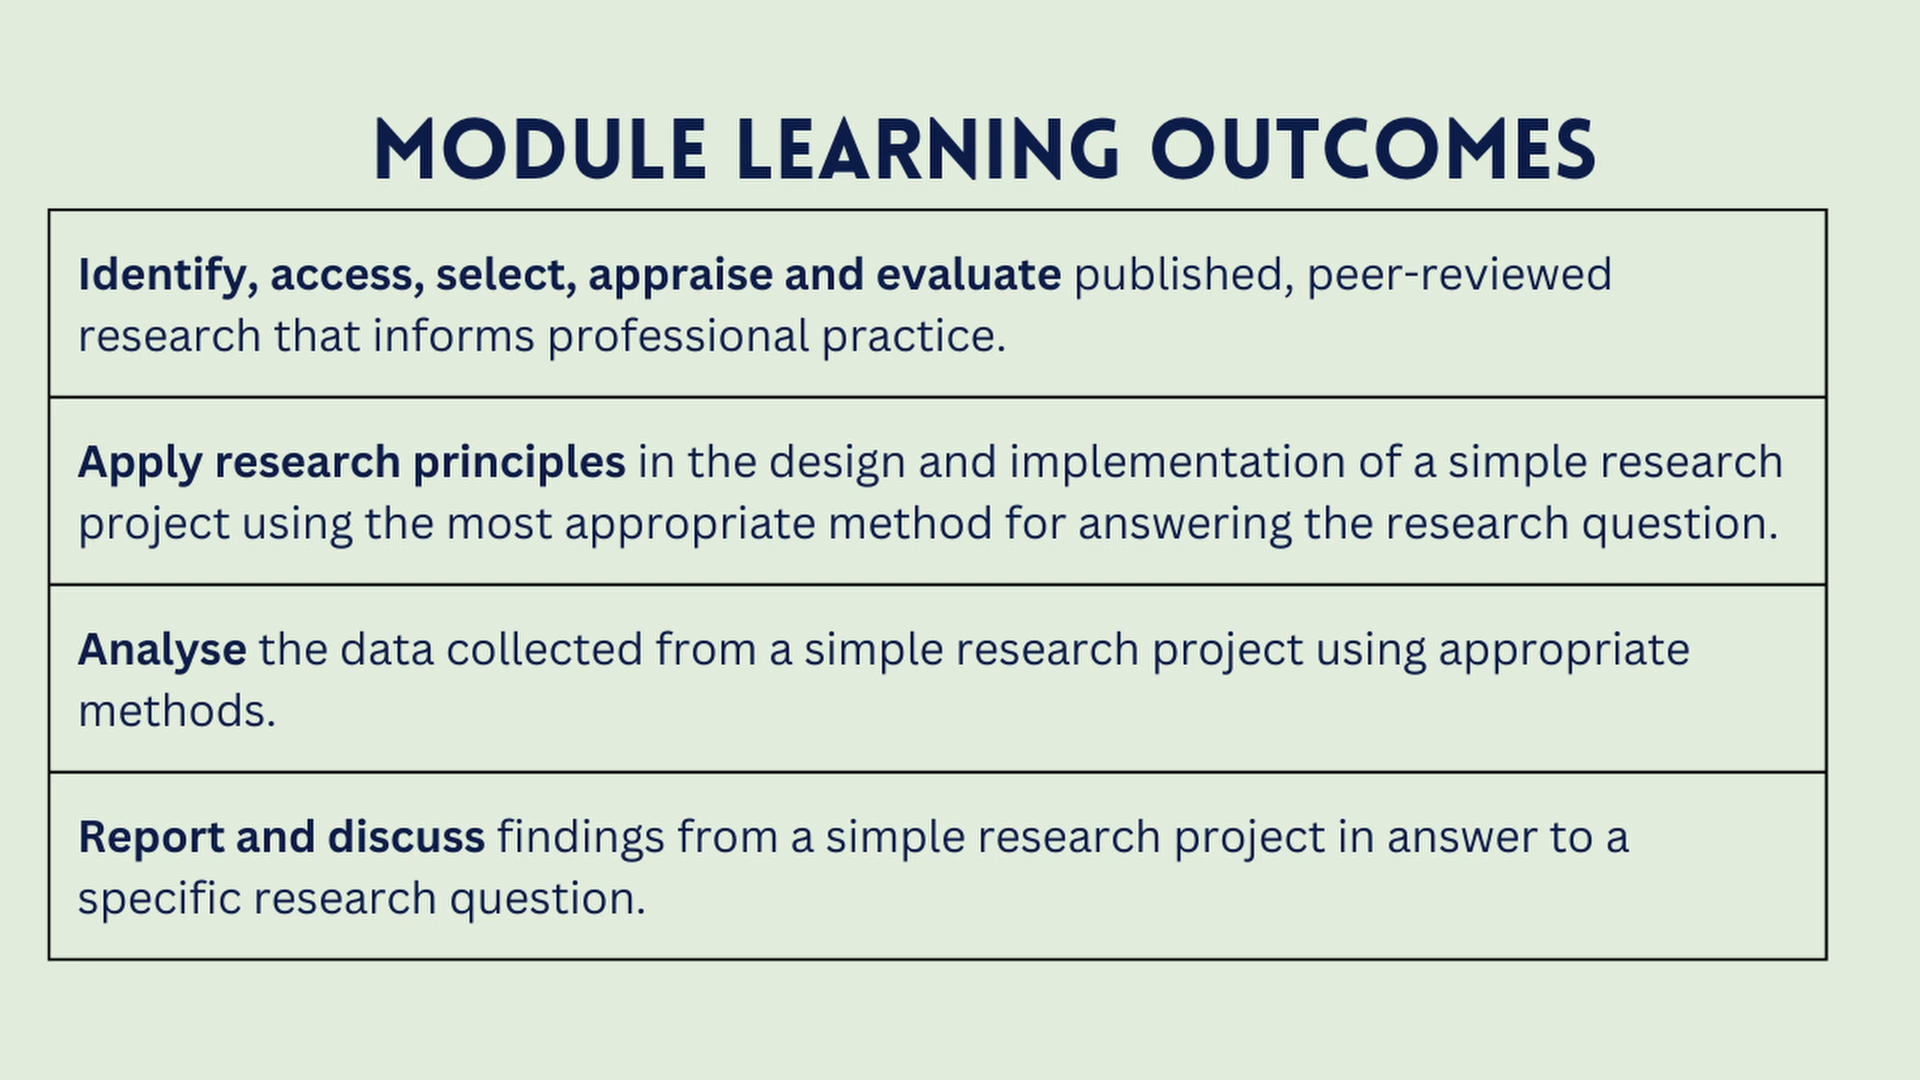 MODULE LEARNING OUTCOMES
Identify, access, select, appraise and evaluate published, peer-reviewed
research that informs professional practice.
Apply research principles in the design and implementation of a simple research
project using the most appropriate method for answering the research question.
Analyse the data collected from a simple research project using appropriate
methods.
Report and discuss findings from a simple research project in answer to a
specific research question.